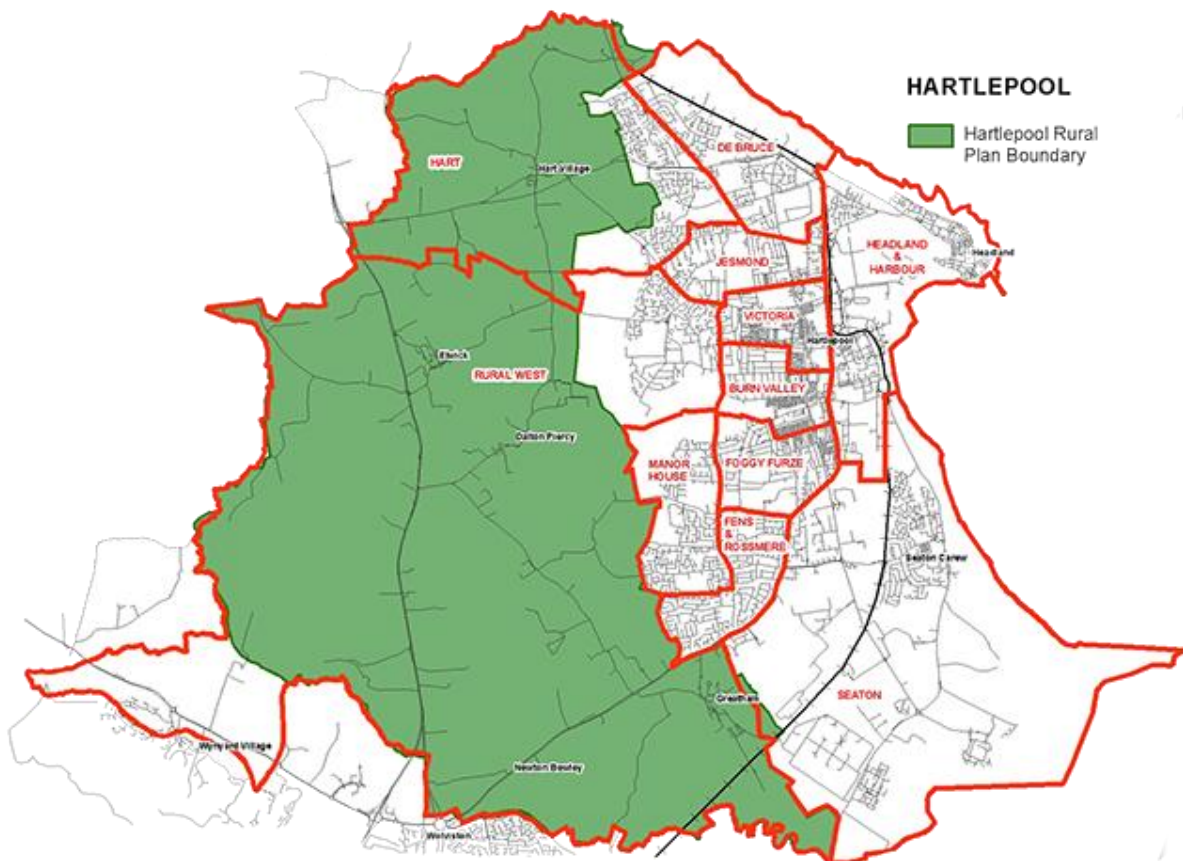 HARTLEPOOL
Hartlepool Rural
Plan Boundary
DE BRUCE
HART
Hart Village
HEADLAND
&
HARBOUR
Headland
JESMOND
VICTORIA
Hartlepool
Elwick
RURAL WEST
BURN VALLEY
Dalton Piercy
MANOR
HOUSE
FOGGY FURZE
FENS
&
ROSSMERE
Seaton Carew
SEATON
Greatham
Wynyard Village
Newton Bewley
Wolviston